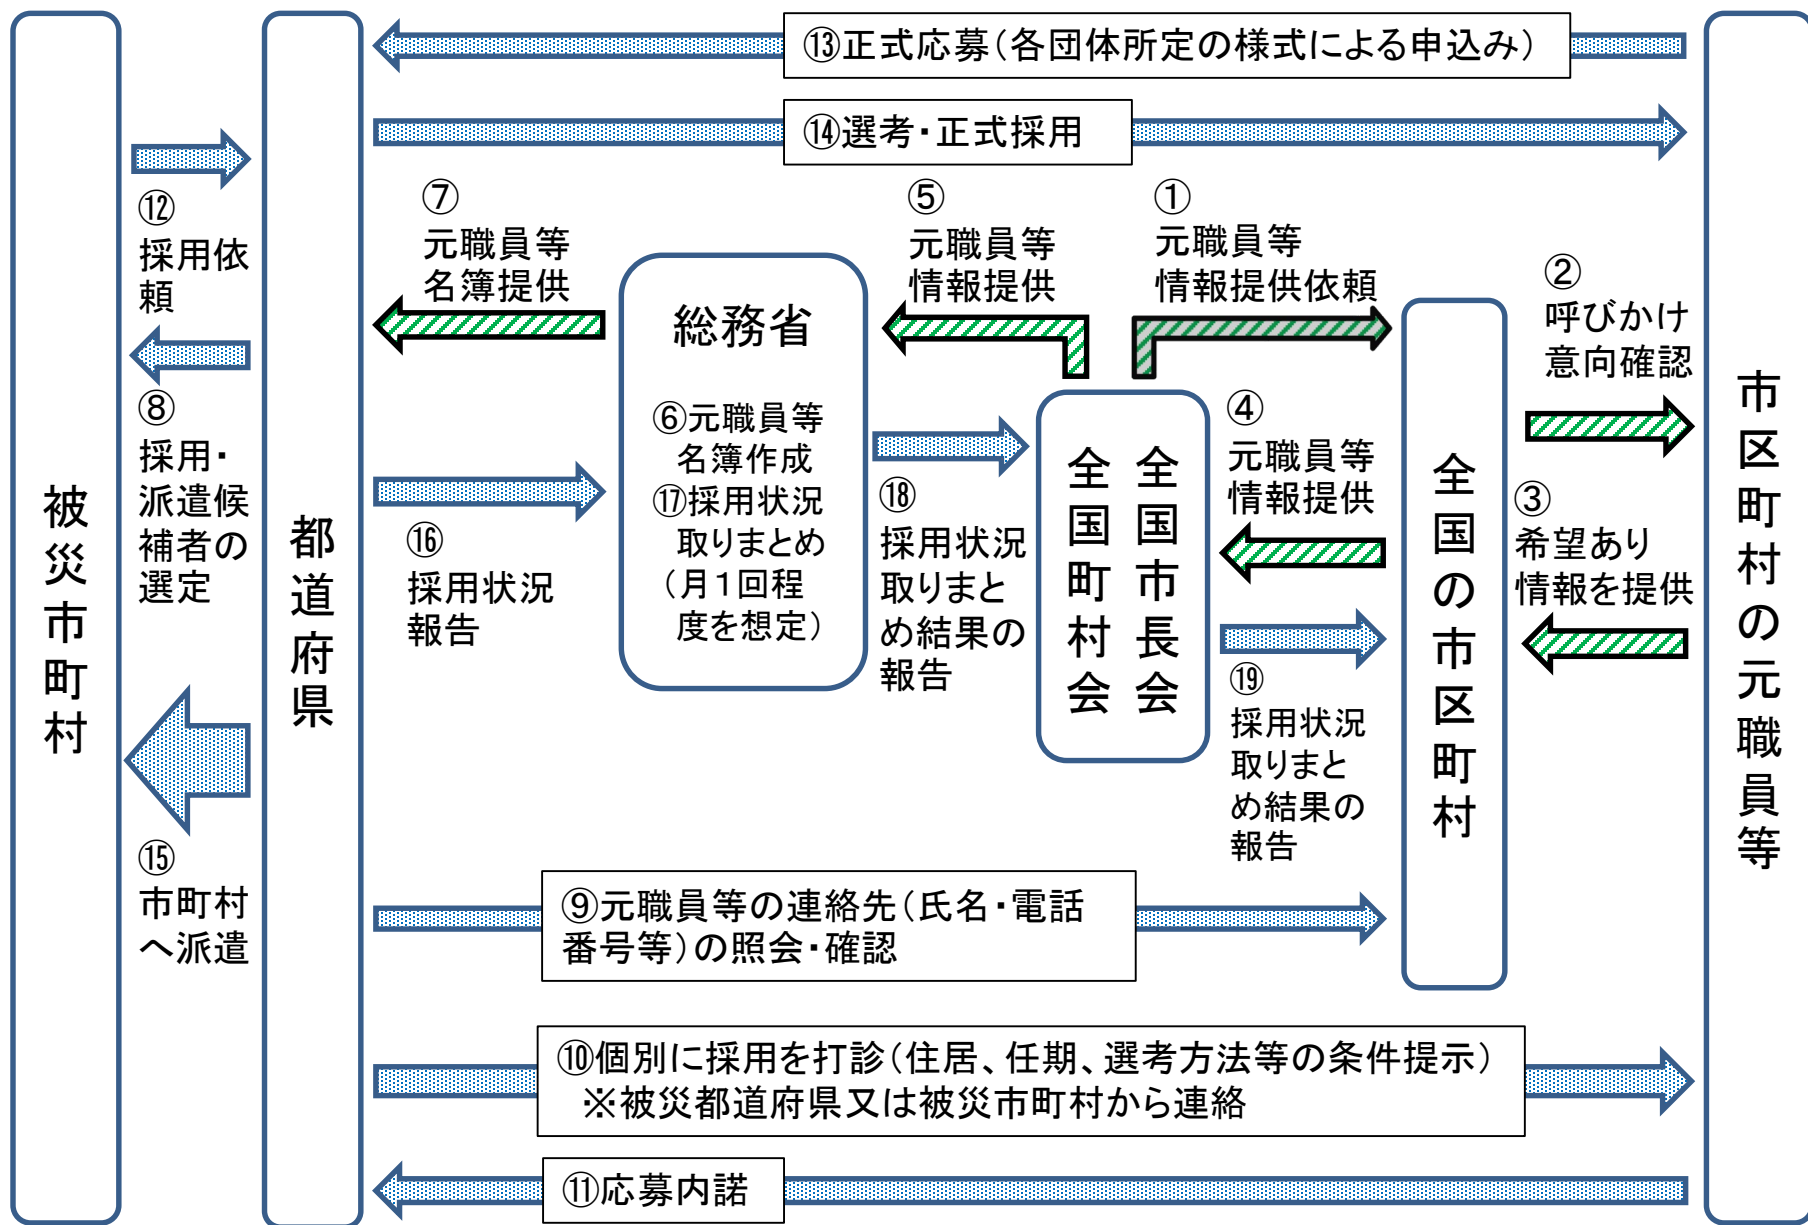 ⑬正式応募（各団体所定の様式による申込み）
⑭選考・正式採用
被災市町村
都道府県
⑫
採用依
頼
⑧
採用・
派遣候
補者の
選定
⑮
市町村
へ派遣
⑦
元職員等
名簿提供
⑯
採用状況
報告
総務省
⑥元職員等
名簿作成
⑰採用状況
取りまとめ
（月１回程
度を想定）
⑤
元職員等
情報提供
⑱
採用状況
取りまと
め結果の
報告
①
元職員等
情報提供依頼
全国市長会
全国町村会
④
元職員等
情報提供
⑲
採用状況
取りまと
め結果の
報告
全国の市区町村
②
呼びかけ
意向確認
③
希望あり
情報を提供
市区町村の元職員等
⑨元職員等の連絡先（氏名・電話
番号等）の照会・確認
⑩個別に採用を打診（住居、任期、選考方法等の条件提示）
※被災都道府県又は被災市町村から連絡
⑪応募内諾